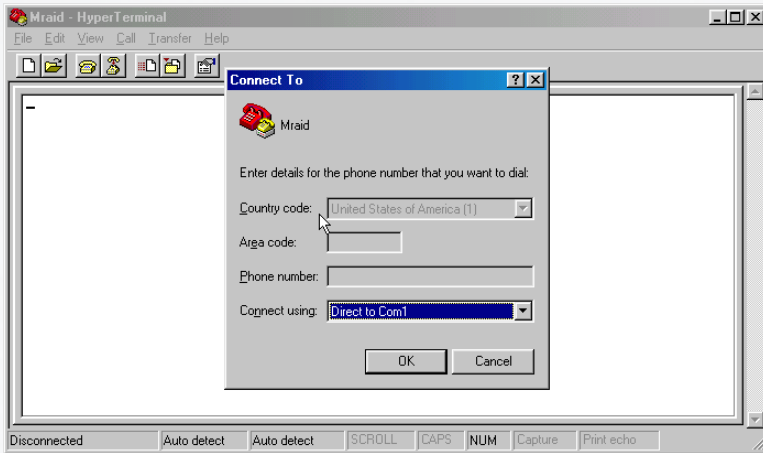 Mraid - HyperTerminal
File Edit View Call Transfer Help
Connect To
Mraid
Enter details for the phone number that you want to dial:
Country code: United States of America (1)
Area code:
Phone number:
Connect using: Direct to Com1
OK Cancel
Disconnected Auto detect Auto detect SCROLL CAPS NUM Capture Print echo